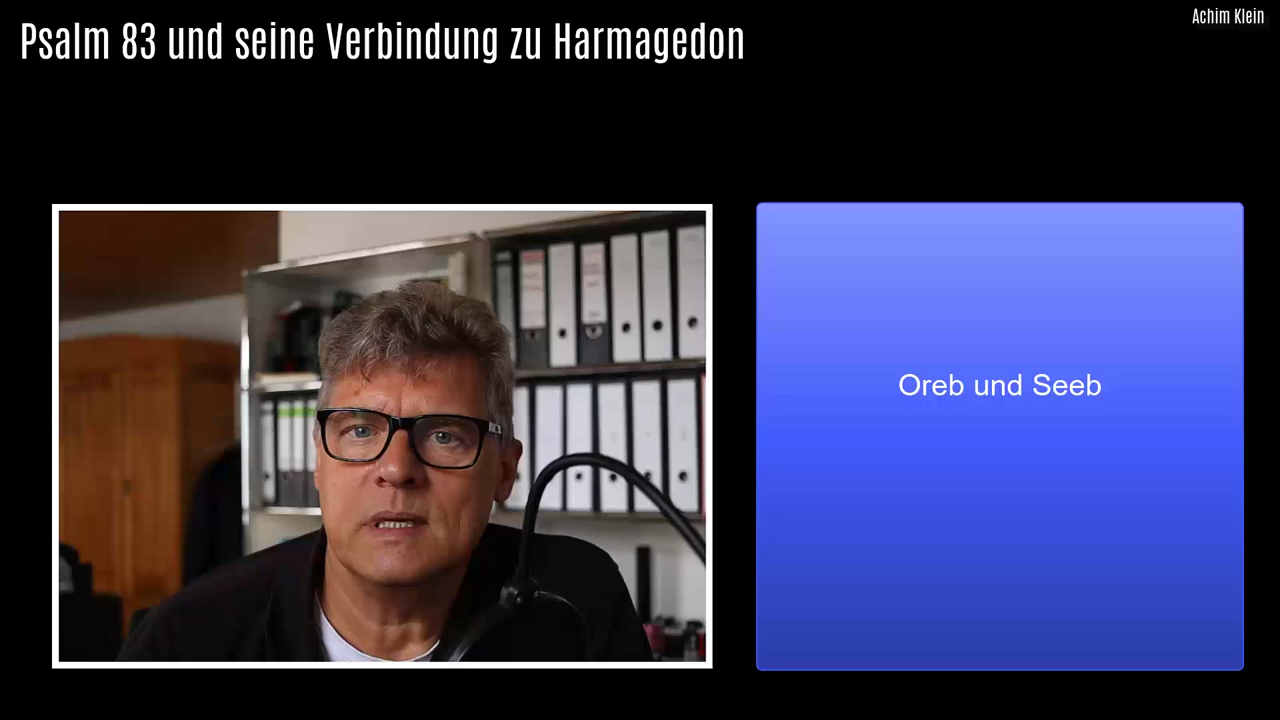 Achim Klein
Psalm 83 und seine Verbindung zu Harmagedon
Oreb und Seeb